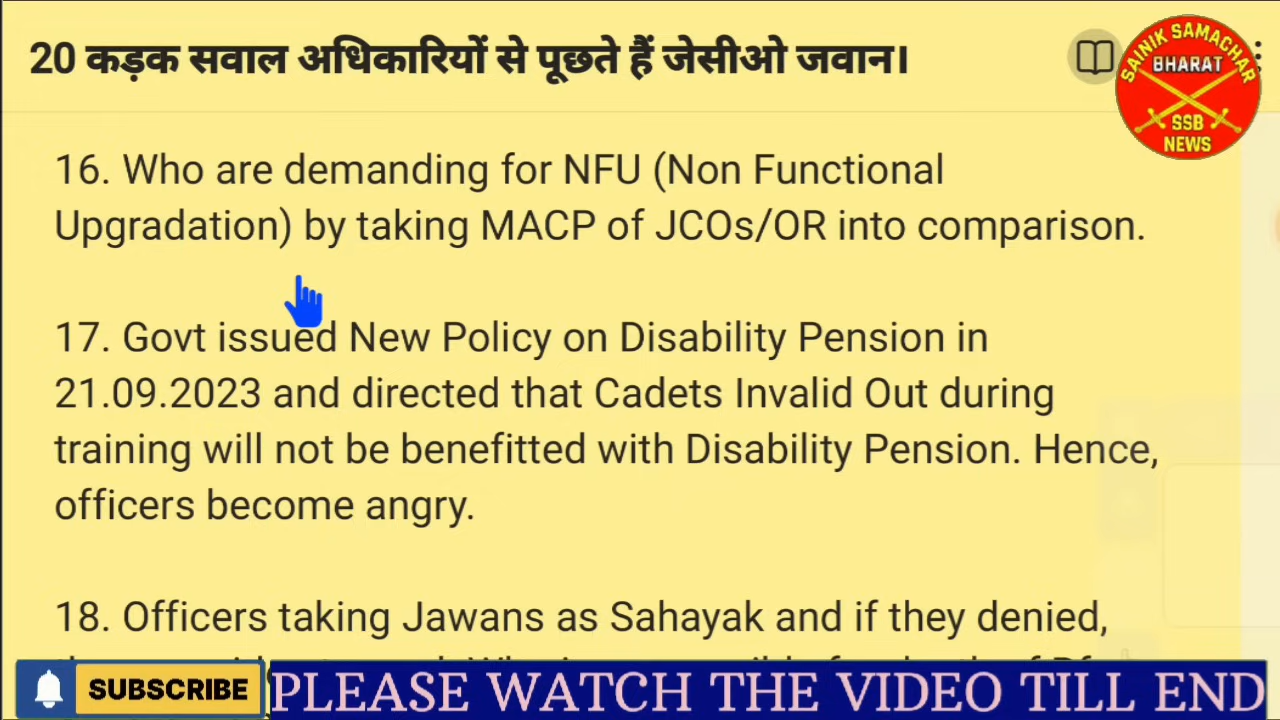 20 कड़क सवाल अधिकारियों से पूछते हैं जेसीओ जवान।
SAINIK SAMACHAR
BHARAT
SSB
NEWS
16. Who are demanding for NFU (Non Functional
Upgradation) by taking MACP of JCOs/OR into comparison.
17. Govt issued New Policy on Disability Pension in
21.09.2023 and directed that Cadets Invalid Out during
training will not be benefitted with Disability Pension. Hence,
officers become angry.
18. Officers taking Jawans as Sahayak and if they denied,
SUBSCRIBE
PLEASE WATCH THE VIDEO TILL END